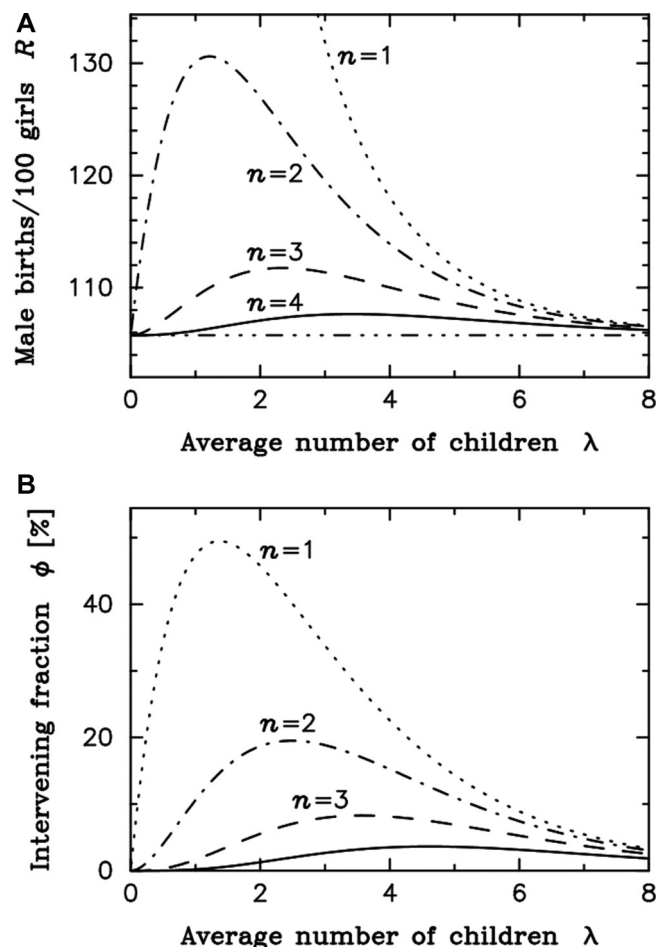 A
Male births/100 girls R
130
120
110
n=1
n=2
n=3
n=4
0 2 4 6 8
Average number of children λ
B
Intervening fraction ϕ [%]
40
20
0
n=1
n=2
n=3
0 2 4 6 8
Average number of children λ